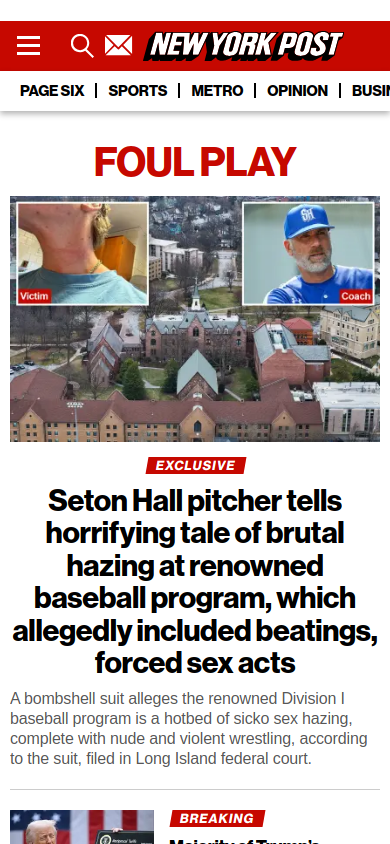 NEW YORK POST
PAGE SIX
SPORTS
METRO
OPINION
BUSIN
FOUL PLAY
Victim
Coach
EXCLUSIVE
Seton Hall pitcher tells
horrifying tale of brutal
hazing at renowned
baseball program, which
allegedly included beatings,
forced sex acts
A bombshell suit alleges the renowned Division I
baseball program is a hotbed of sicko sex hazing,
complete with nude and violent wrestling, according
to the suit, filed in Long Island federal court.
BREAKING
Majority of Trump's